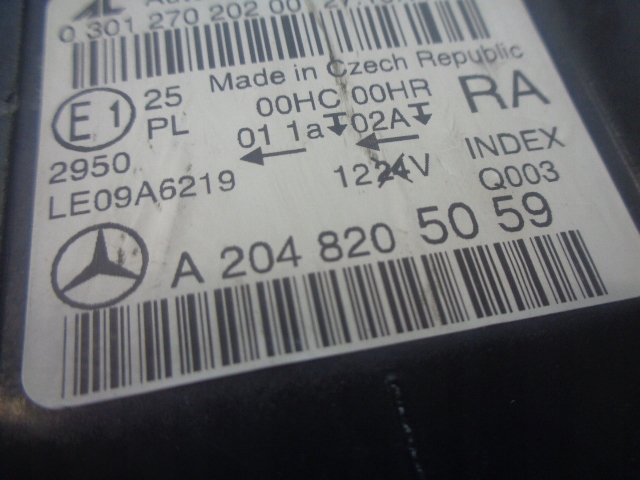 0 301 270 202 00
Made in Czech Republic
E1 25 00HC 00HR RA
PL 01 1a 02A
2950 INDEX
LE09A6219 12 24V Q003
A 204 820 50 59